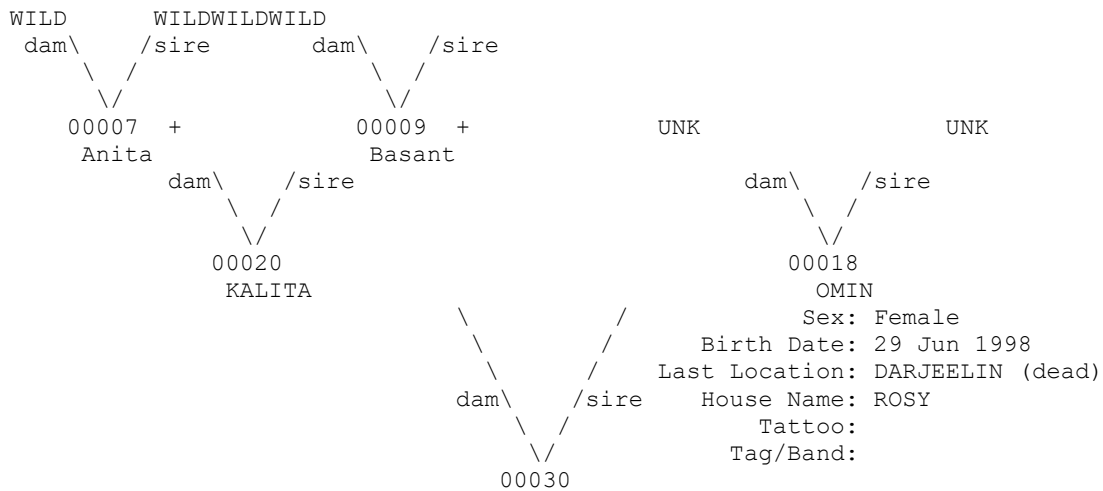 WILD WILDWILDWILD
dam\ /sire dam\ /sire
\ / \ /
\/ \/
00007 + 00009 + UNK UNK
Anita Basant
dam\ /sire dam\ /sire
\ / \ /
\/ \/
00020 00018
KALITA OMIN
\ / Sex: Female
\ / Birth Date: 29 Jun 1998
\ / Last Location: DARJEELIN (dead)
dam\ /sire House Name: ROSY
\ / Tattoo:
\/ Tag/Band:
00030